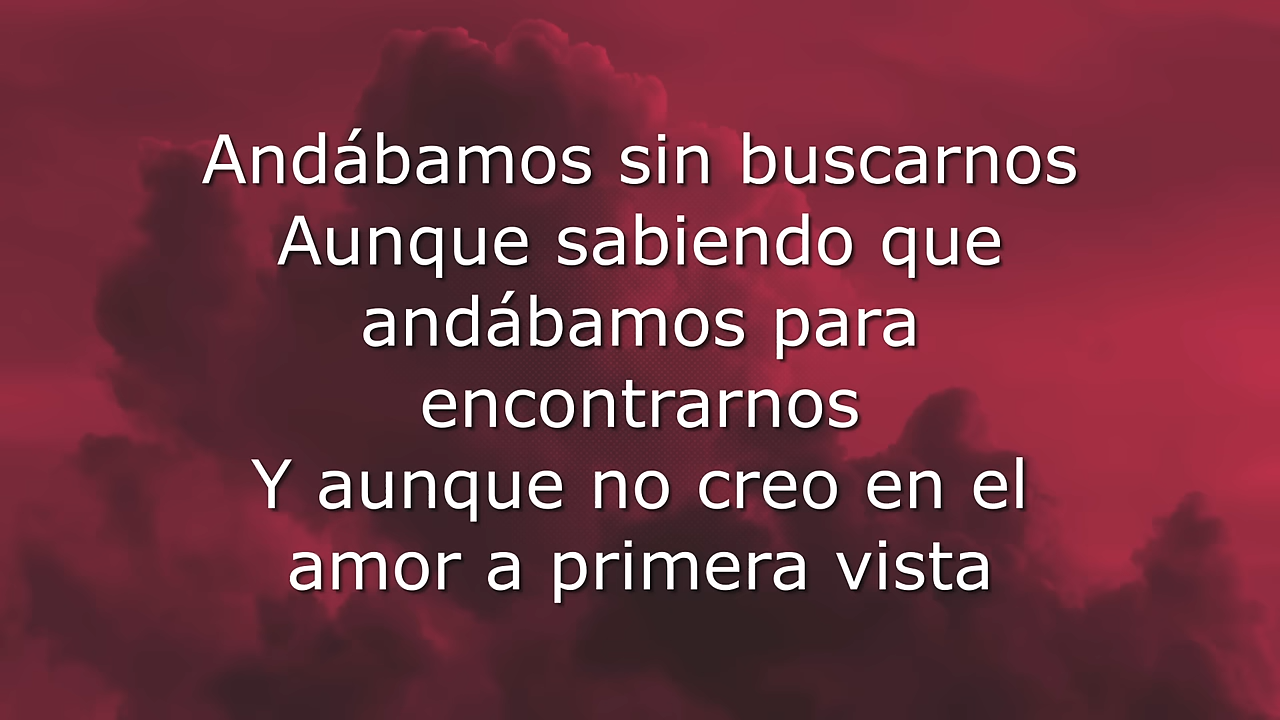 Andábamos sin buscarnos
Aunque sabiendo que
andábamos para
encontrarnos
Y aunque no creo en el
amor a primera vista